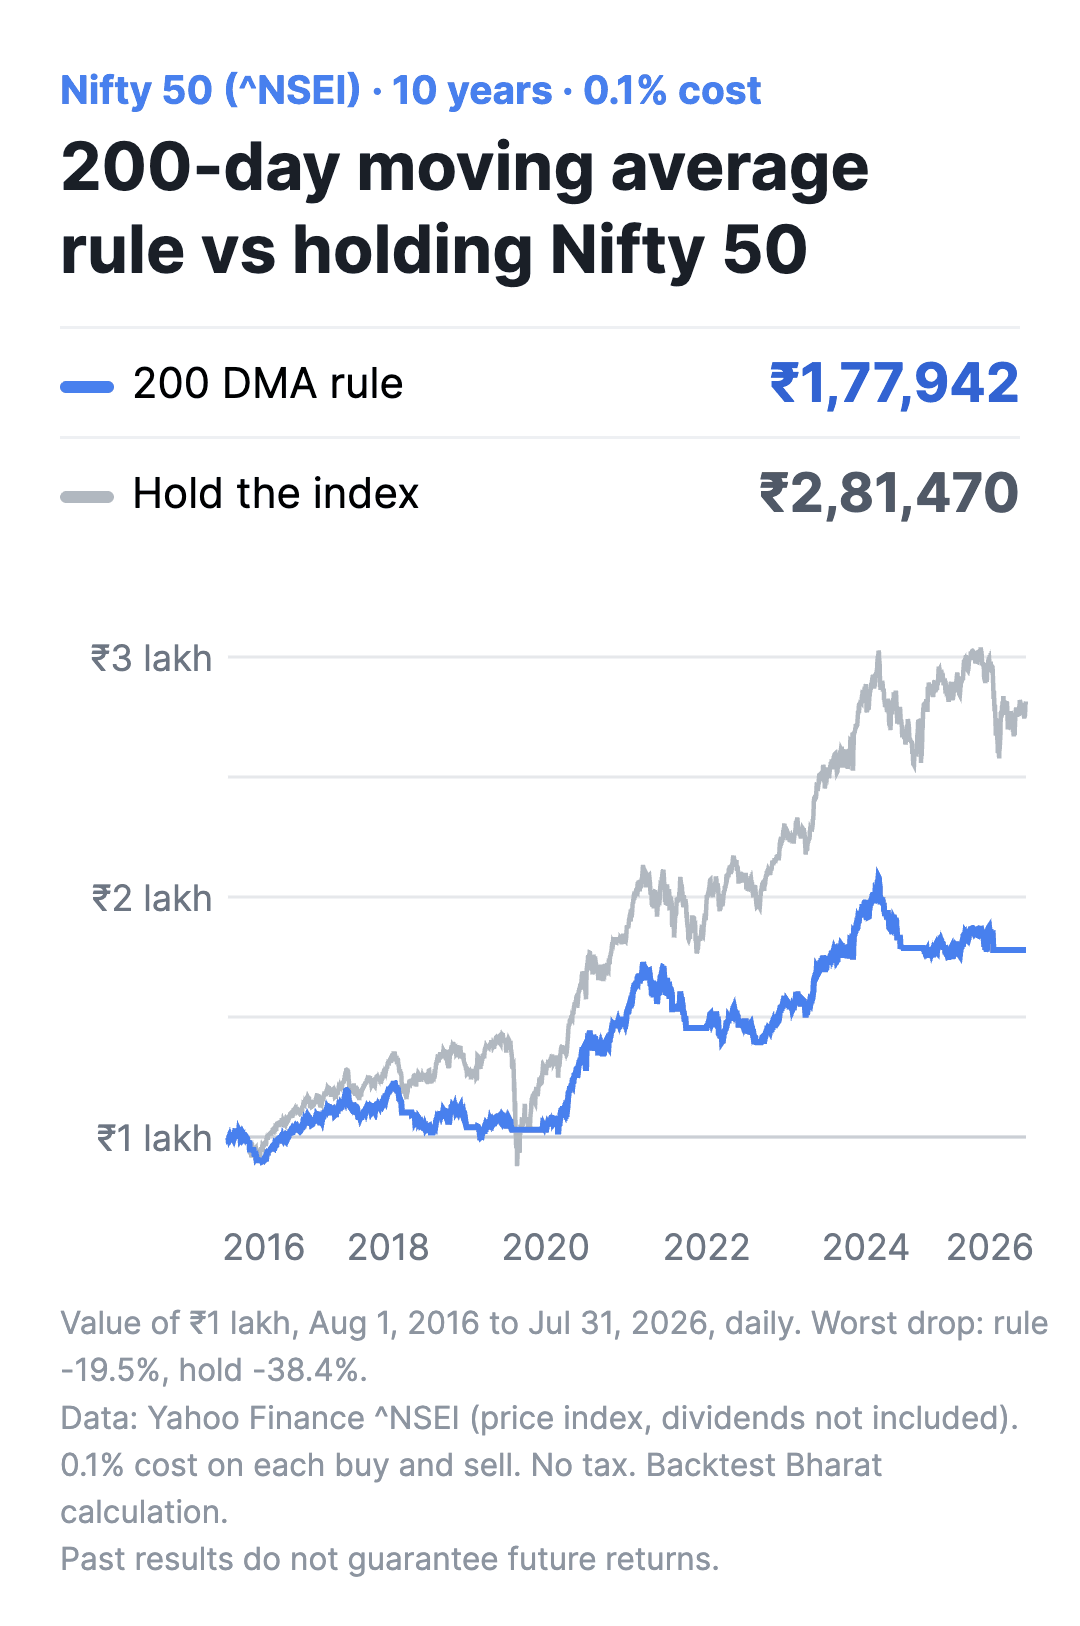 Nifty 50 (^NSEI) · 10 years · 0.1% cost
200-day moving average
rule vs holding Nifty 50
200 DMA rule ₹1,77,942
Hold the index ₹2,81,470
₹3 lakh
₹2 lakh
₹1 lakh
2016 2018 2020 2022 2024 2026
Value of ₹1 lakh, Aug 1, 2016 to Jul 31, 2026, daily. Worst drop: rule
-19.5%, hold -38.4%.
Data: Yahoo Finance ^NSEI (price index, dividends not included).
0.1% cost on each buy and sell. No tax. Backtest Bharat
calculation.
Past results do not guarantee future returns.